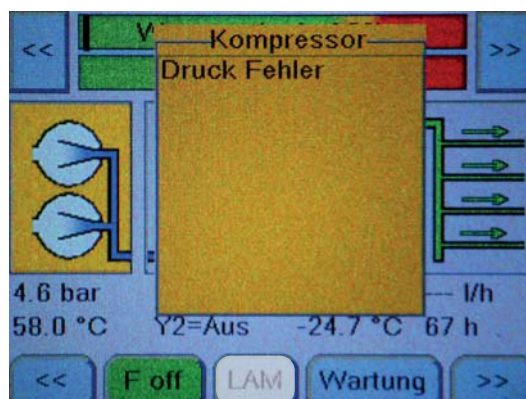 <<
Kompressor
>>
Druck Fehler
4.6 bar
--- l/h
58.0 °C Y2=Aus -24.7 °C 67 h
<< F off LAM Wartung >>